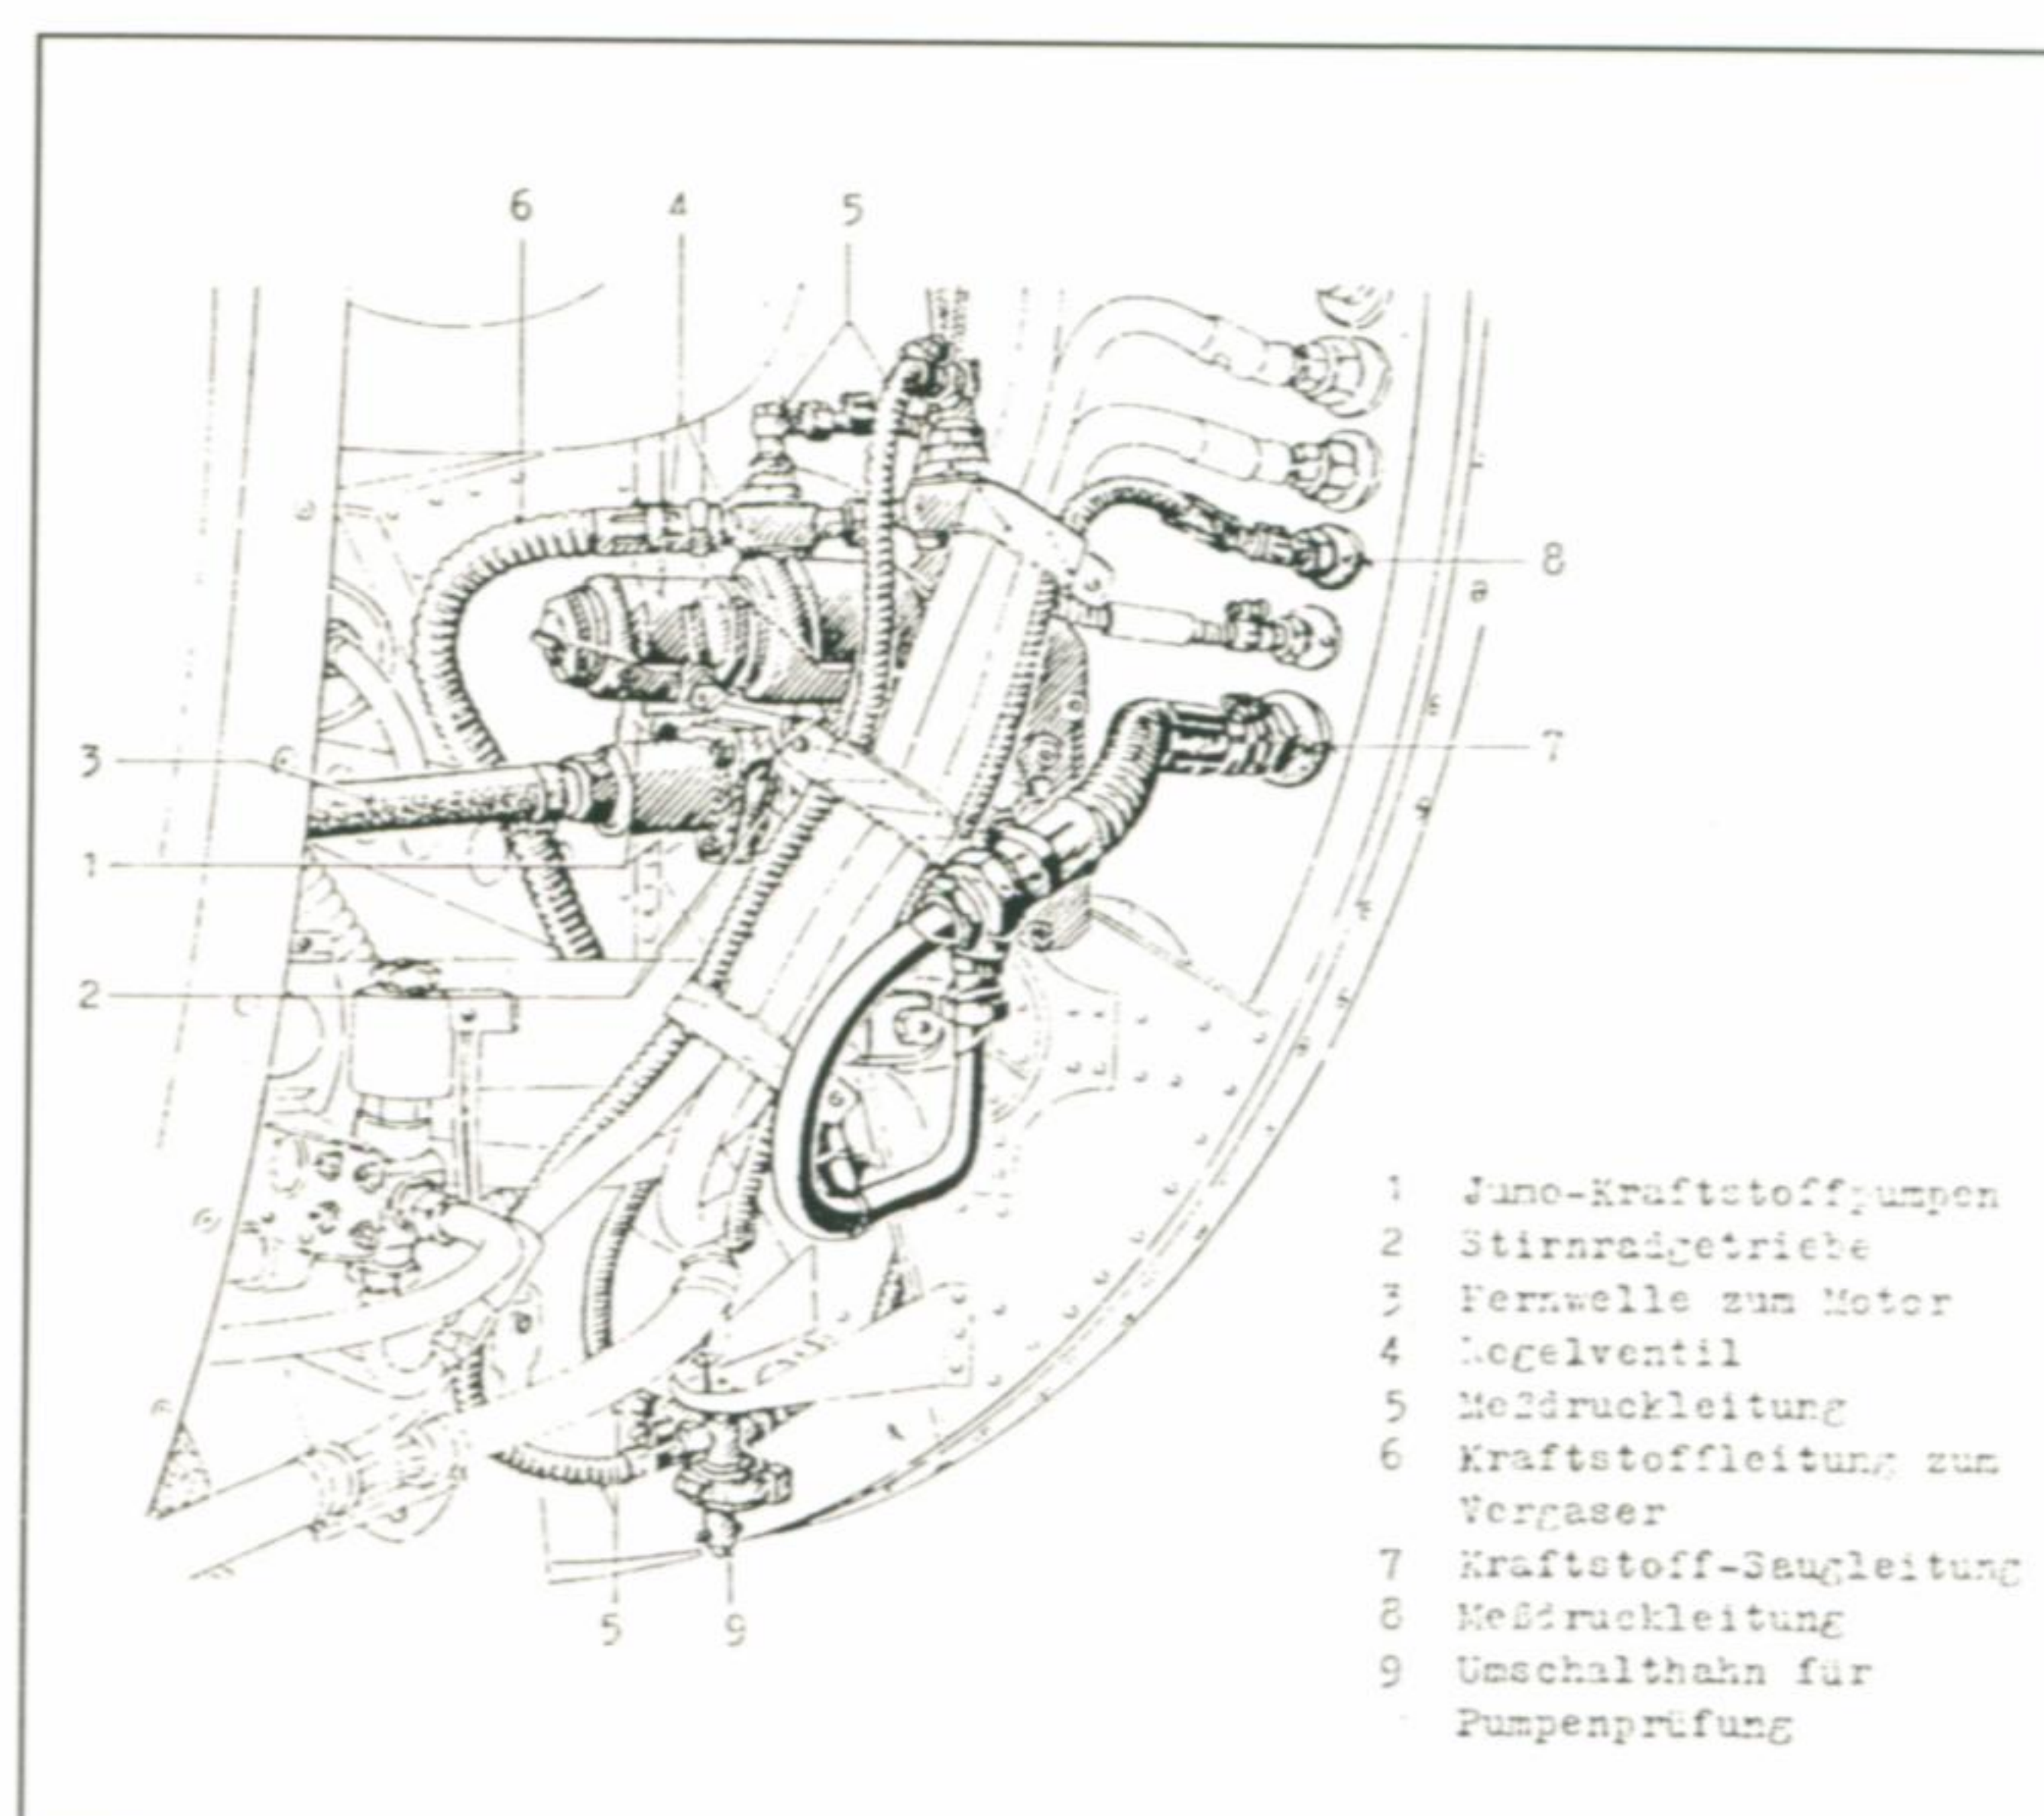 6 4 5
8
3
7
1
2
5 9
1 Juno-Kraftstoffpumpen
2 Stirnradgetriebe
3 Fernwelle zum Motor
4 Regelventil
5 Meßdruckleitung
6 Kraftstoffleitung zum
Vergaser
7 Kraftstoff-Saugleitung
8 Meßdruckleitung
9 Umschalthahn für
Pumpenprüfung